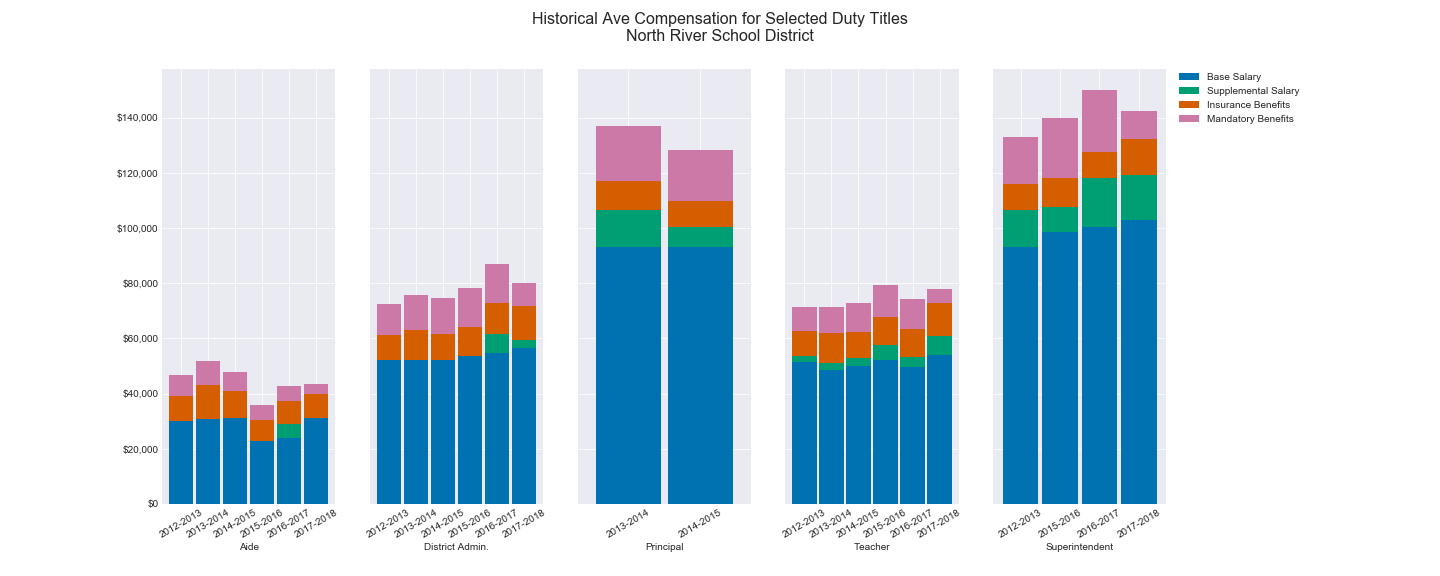 Historical Ave Compensation for Selected Duty Titles
North River School District
Base Salary
Supplemental Salary
Insurance Benefits
Mandatory Benefits
$140,000
$120,000
$100,000
$80,000
$60,000
$40,000
$20,000
$0
2012-2013 2013-2014 2014-2015 2015-2016 2016-2017 2017-2018
Aide
2012-2013 2013-2014 2014-2015 2015-2016 2016-2017 2017-2018
District Admin.
2013-2014 2014-2015
Principal
2012-2013 2013-2014 2014-2015 2015-2016 2016-2017 2017-2018
Teacher
2012-2013 2015-2016 2016-2017 2017-2018
Superintendent